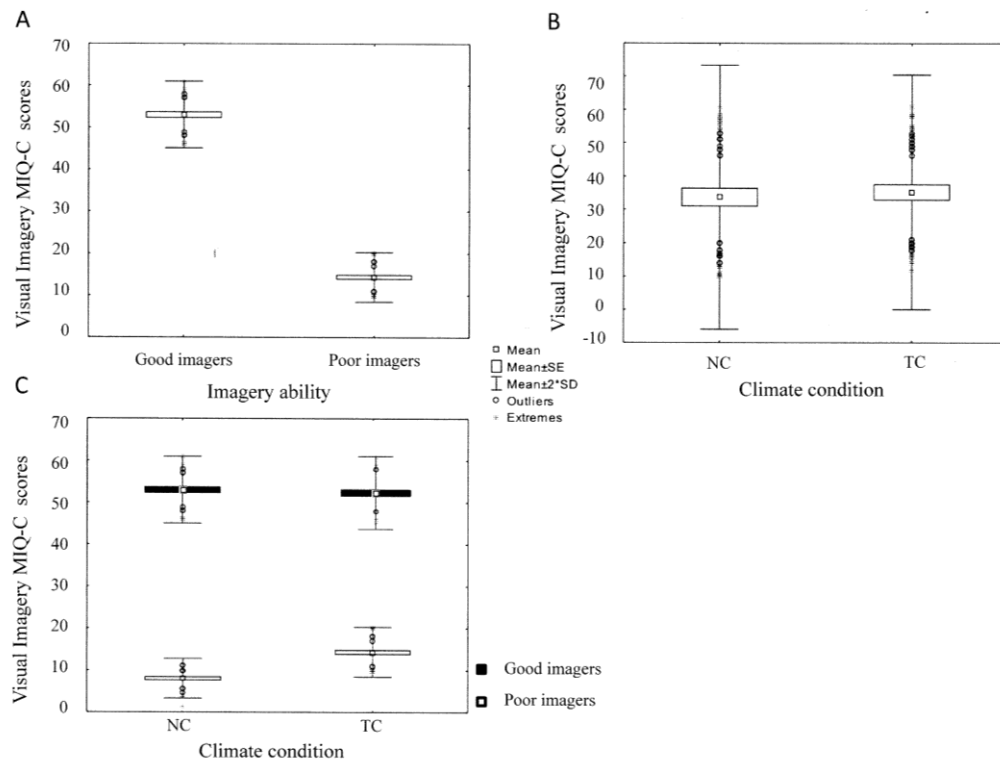 A
Visual Imagery MIQ-C scores
70
60
50
40
30
20
10
0
Good imagers Poor imagers
Imagery ability
B
Visual Imagery MIQ-C scores
70
60
50
40
30
20
10
0
-10
NC TC
Climate condition
Mean
Mean±SE
Mean±2*SD
Outliers
Extremes
C
Visual Imagery MIQ-C scores
70
60
50
40
30
20
10
0
NC TC
Climate condition
Good imagers
Poor imagers